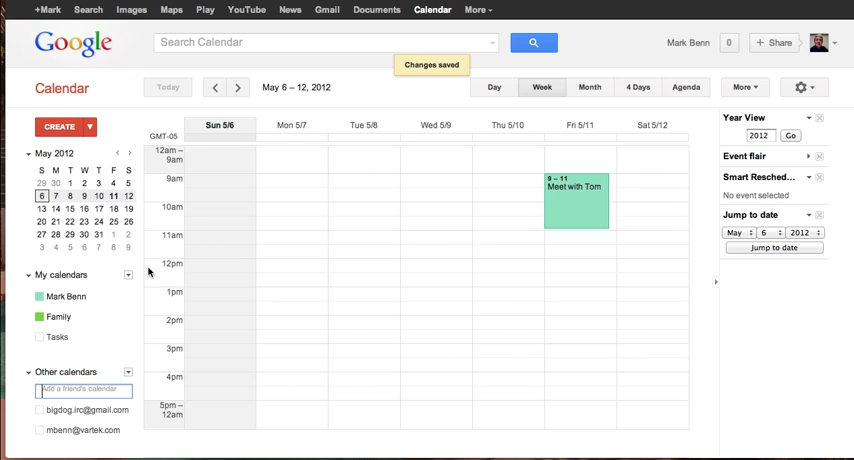 +Mark Search Images Maps Play YouTube News Gmail Documents Calendar More
Google
Search Calendar
Mark Benn
0
+ Share
Changes saved
Calendar
Today
May 6 – 12, 2012
Day
Week
Month
4 Days
Agenda
More
CREATE
May 2012
S M T W T F S
29 30 1 2 3 4 5
6 7 8 9 10 11 12
13 14 15 16 17 18 19
20 21 22 23 24 25 26
27 28 29 30 31 1 2
3 4 5 6 7 8 9
My calendars
Mark Benn
Family
Tasks
Other calendars
Add a friend's calendar
bigdog.irc@gmail.com
mbenn@vartek.com
GMT-05
Sun 5/6
Mon 5/7
Tue 5/8
Wed 5/9
Thu 5/10
Fri 5/11
Sat 5/12
12am –
9am
9am
10am
11am
12pm
1pm
2pm
3pm
4pm
5pm –
12am
9 – 11
Meet with Tom
Year View
2012
Go
Event flair
Smart Resched...
No event selected
Jump to date
May 6 2012
Jump to date